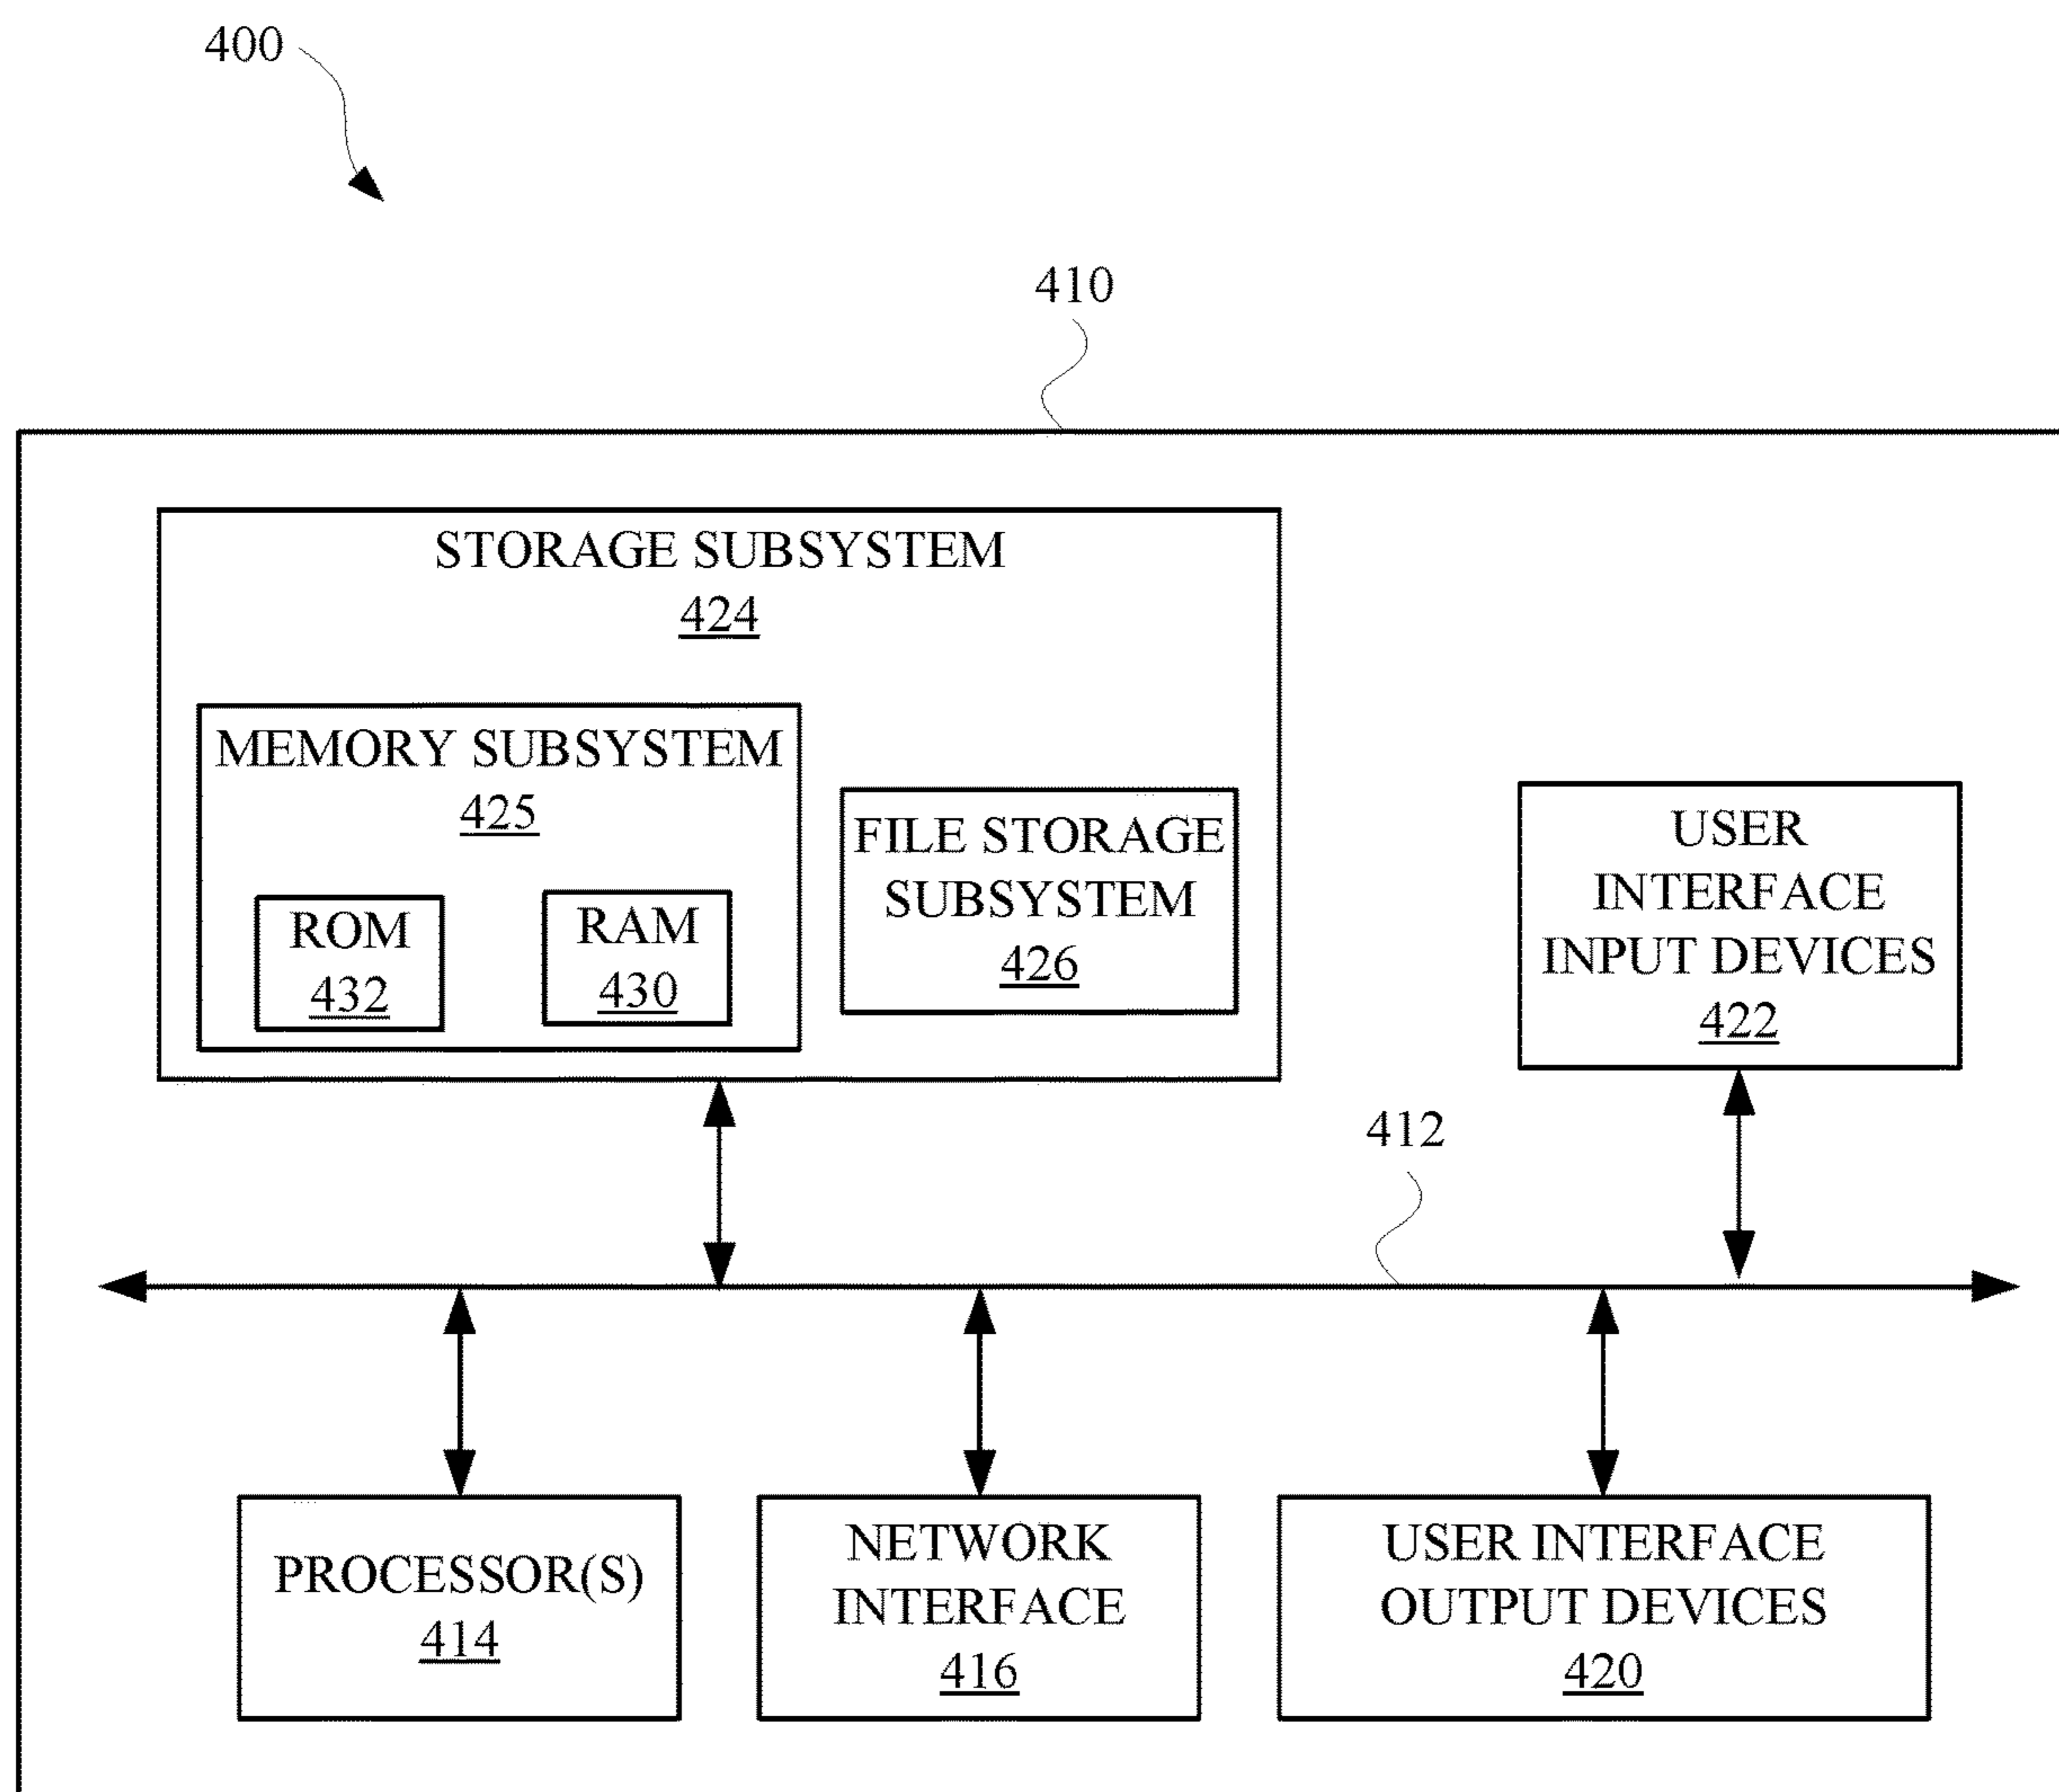 400
410
STORAGE SUBSYSTEM
424
MEMORY SUBSYSTEM
425
ROM
432
RAM
430
FILE STORAGE
SUBSYSTEM
426
USER
INTERFACE
INPUT DEVICES
422
412
PROCESSOR(S)
414
NETWORK
INTERFACE
416
USER INTERFACE
OUTPUT DEVICES
420